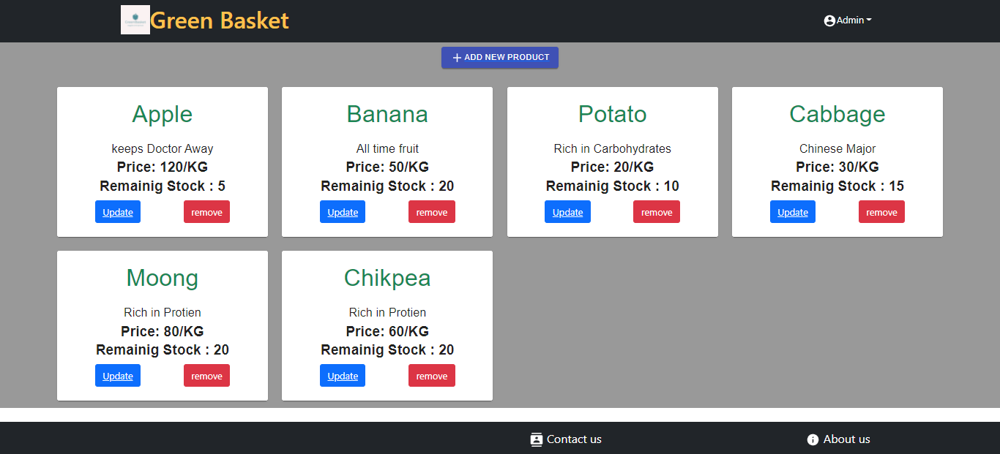 Green Basket
Admin
ADD NEW PRODUCT
Apple
keeps Doctor Away
Price: 120/KG
Remainig Stock : 5
Update
remove
Banana
All time fruit
Price: 50/KG
Remainig Stock : 20
Update
remove
Potato
Rich in Carbohydrates
Price: 20/KG
Remainig Stock : 10
Update
remove
Cabbage
Chinese Major
Price: 30/KG
Remainig Stock : 15
Update
remove
Moong
Rich in Protien
Price: 80/KG
Remainig Stock : 20
Update
remove
Chikpea
Rich in Protien
Price: 60/KG
Remainig Stock : 20
Update
remove
Contact us
About us